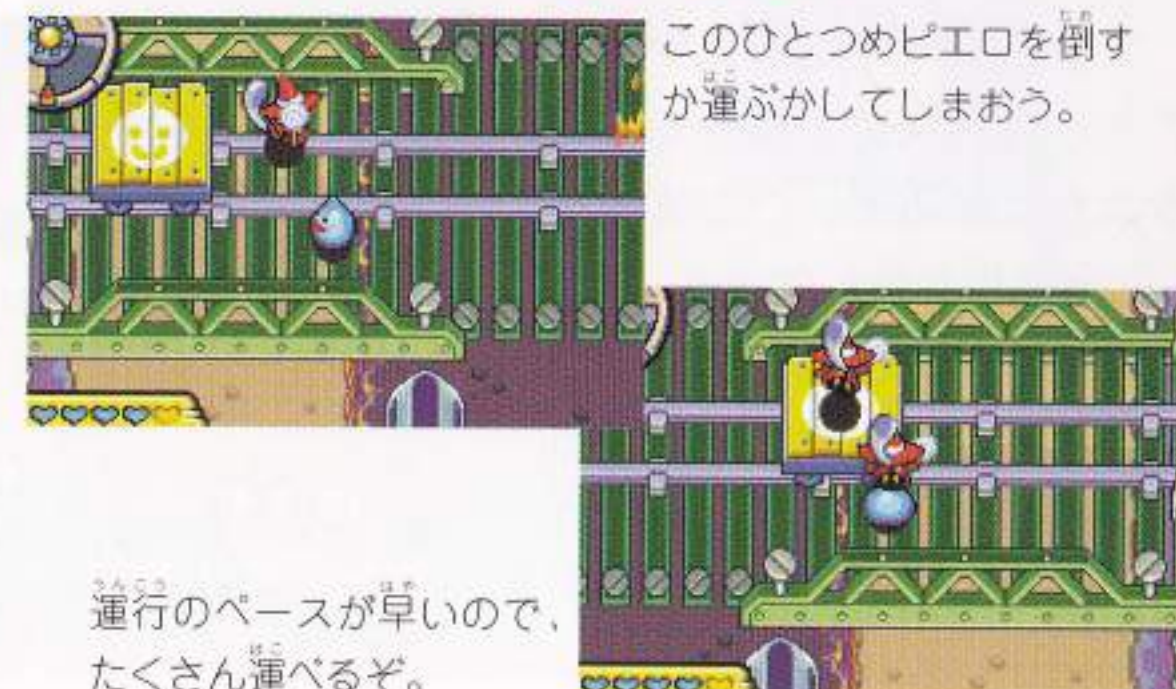 このひとつめピエロを倒す
か運ぶかしてしまおう。
運行のペースが早いので、
たくさん運べるぞ。